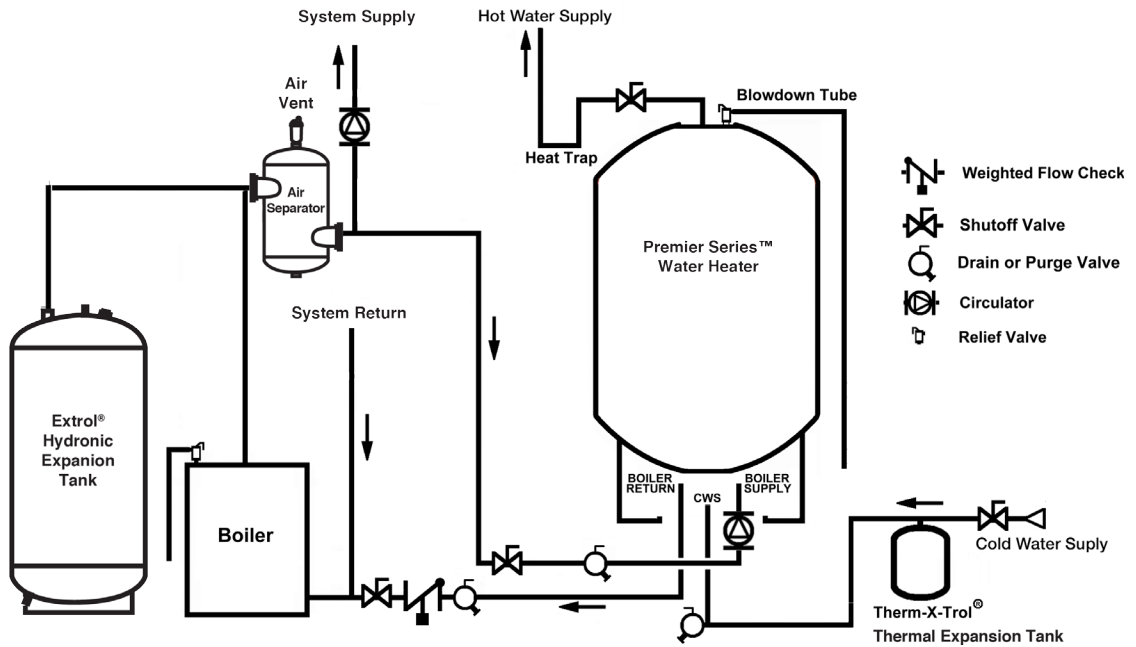 System Supply
Hot Water Supply
Air
Vent
Blowdown Tube
Heat Trap
Air
Separator
Weighted Flow Check
Shutoff Valve
Drain or Purge Valve
Circulator
Relief Valve
Premier Series™
Water Heater
System Return
Extrol®
Hydronic
Expanion
Tank
Boiler
BOILER
RETURN
CWS
BOILER
SUPPLY
Cold Water Suply
Therm-X-Trol®
Thermal Expansion Tank